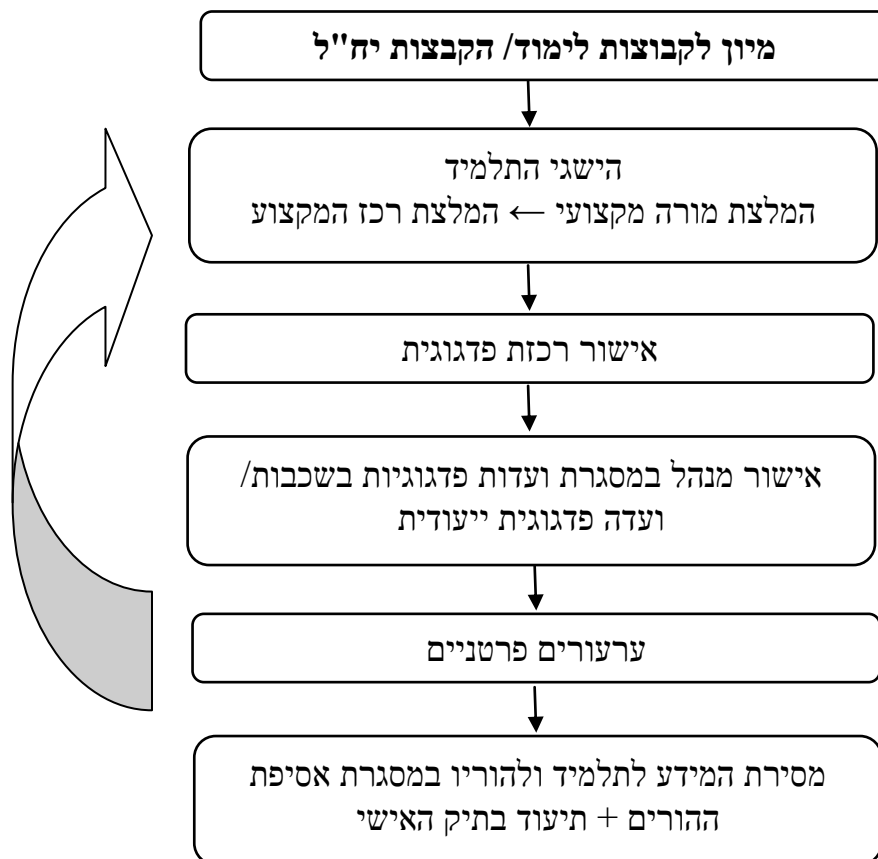 מיון לקבוצות לימוד/ הקבצות יח"ל
הישגי התלמיד
המלצת מורה מקצועי ← המלצת רכז המקצוע
אישור רכזת פדגוגית
אישור מנהל במסגרת ועדות פדגוגיות בשכבות/
ועדה פדגוגית ייעודית
ערעורים פרטניים
מסירת המידע לתלמיד ולהוריו במסגרת אסיפת
ההורים + תיעוד בתיק האישי